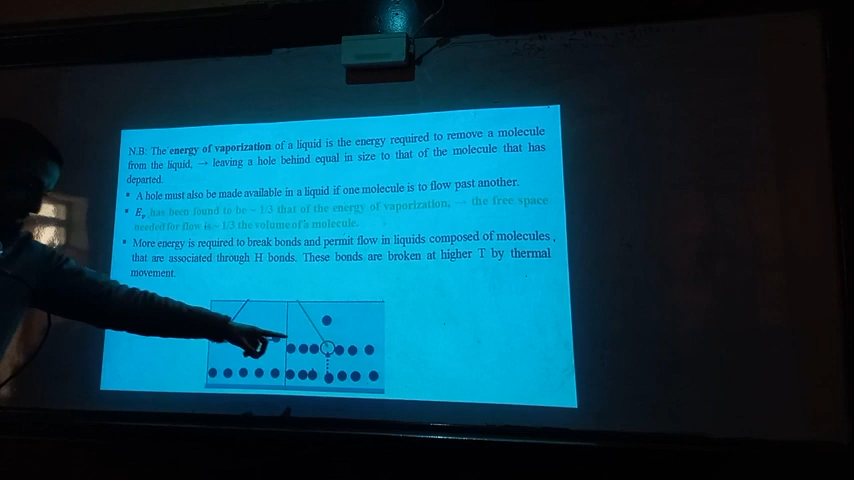 N.B: The energy of vaporization of a liquid is the energy required to remove a molecule
from the liquid, → leaving a hole behind equal in size to that of the molecule that has
departed.
▪ A hole must also be made available in a liquid if one molecule is to flow past another.
▪ Ev has been found to be ~ 1/3 that of the energy of vaporization, → the free space
needed for flow is ~ 1/3 the volume of a molecule.
▪ More energy is required to break bonds and permit flow in liquids composed of molecules,
that are associated through H bonds. These bonds are broken at higher T by thermal
movement.